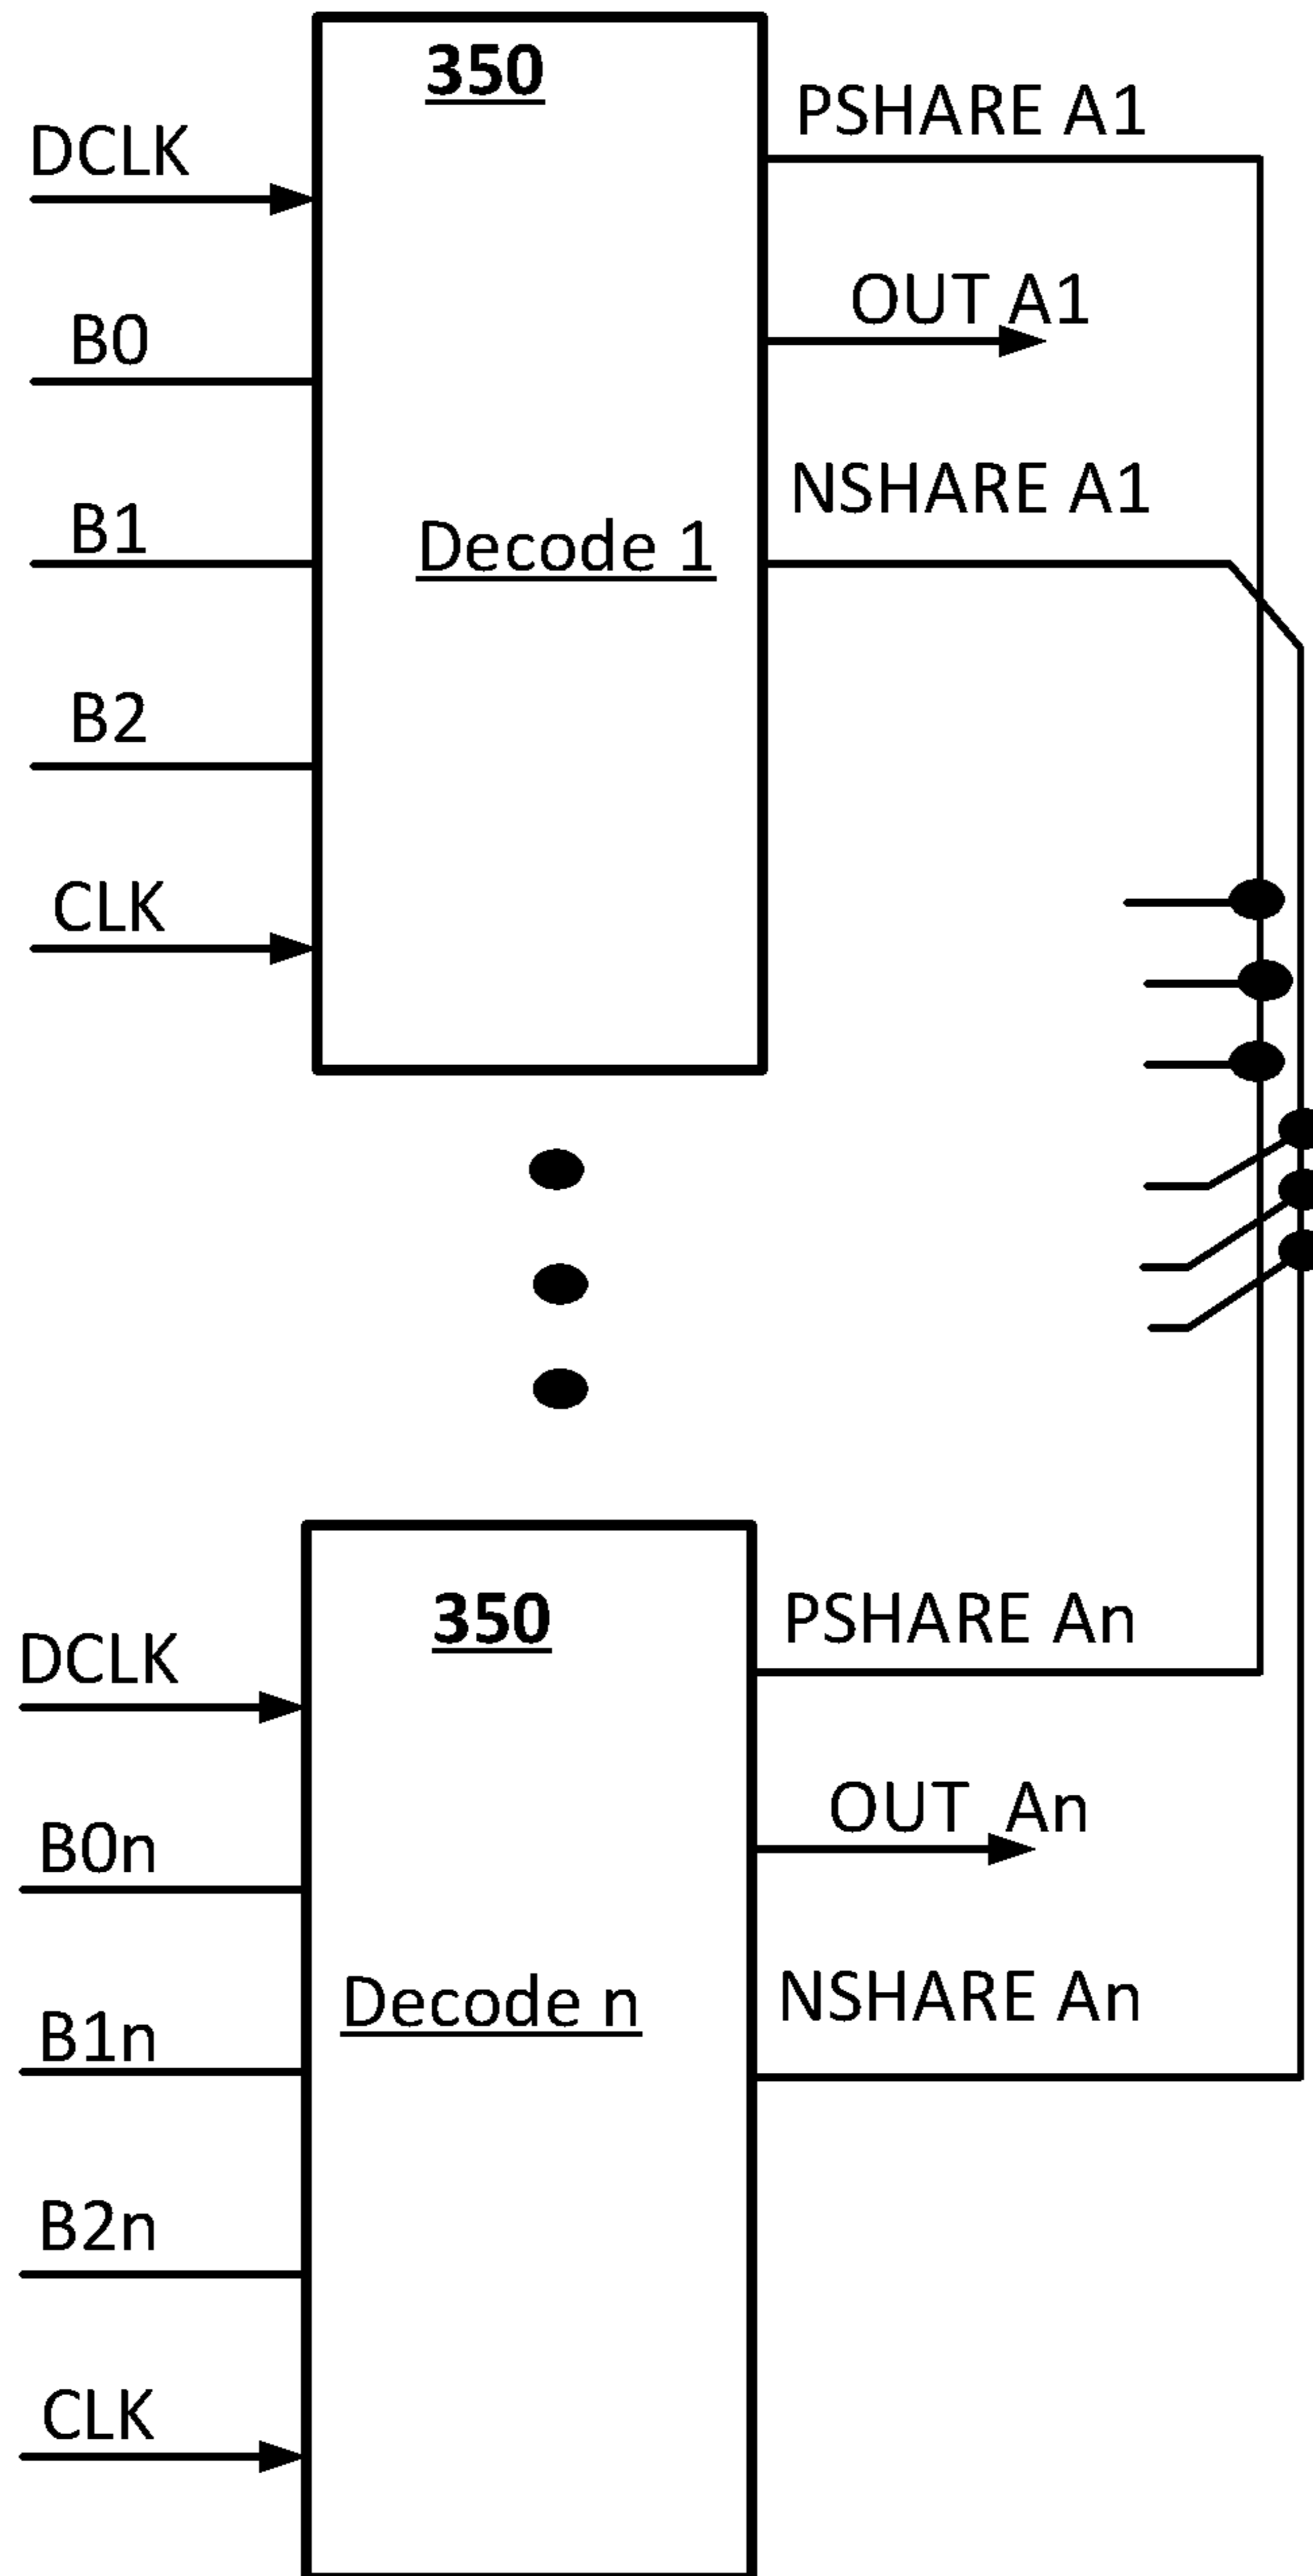 350
PSHARE A1
DCLK
OUT A1
B0
NSHARE A1
B1
Decode 1
B2
CLK
350
PSHARE An
DCLK
OUT An
B0n
NSHARE An
Decode n
B1n
B2n
CLK